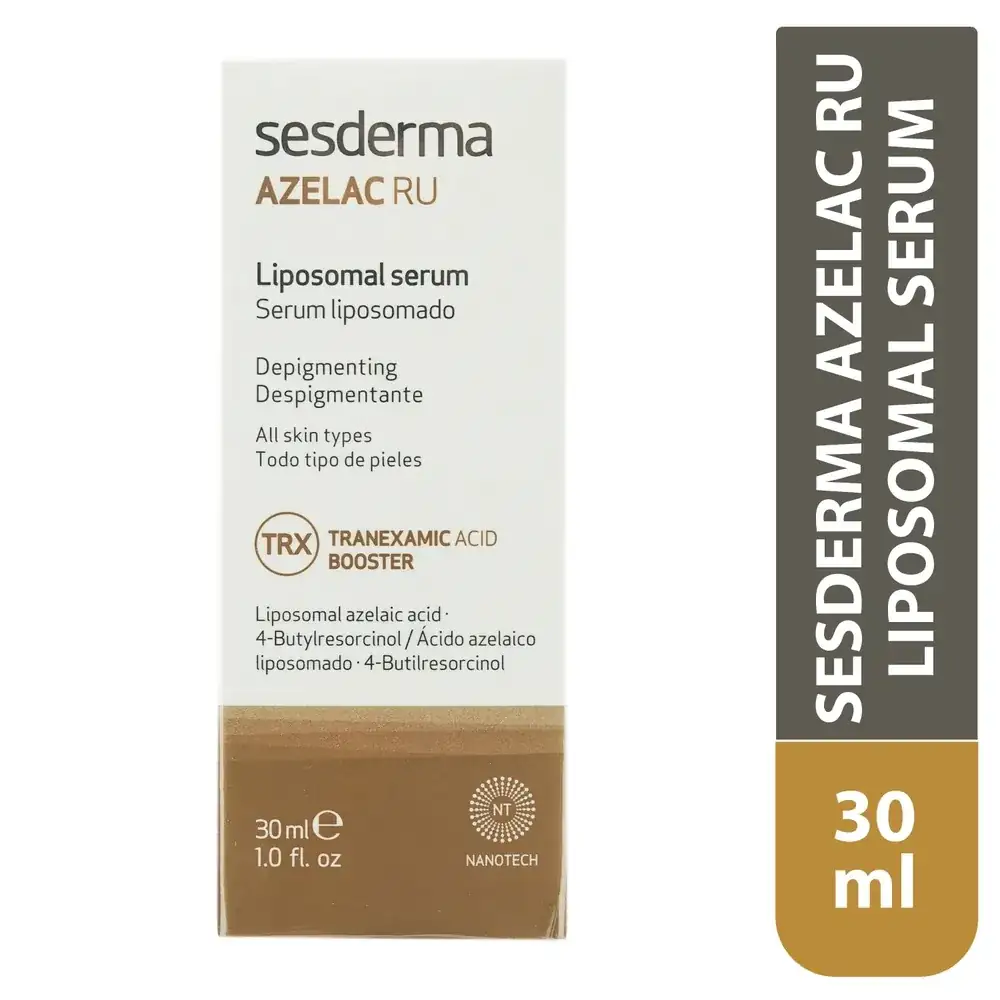 sesderma
AZELAC RU
Liposomal serum
Serum liposomado
Depigmenting
Despigmentante
All skin types
Todo tipo de pieles
TRX
TRANEXAMIC ACID
BOOSTER
Liposomal azelaic acid ·
4-Butylresorcinol / Ácido azelaico
liposomado · 4-Butilresorcinol
30 ml e
1.0 fl. oz
NT
NANOTECH
SESDERMA AZELAC RU
LIPOSOMAL SERUM
30
ml